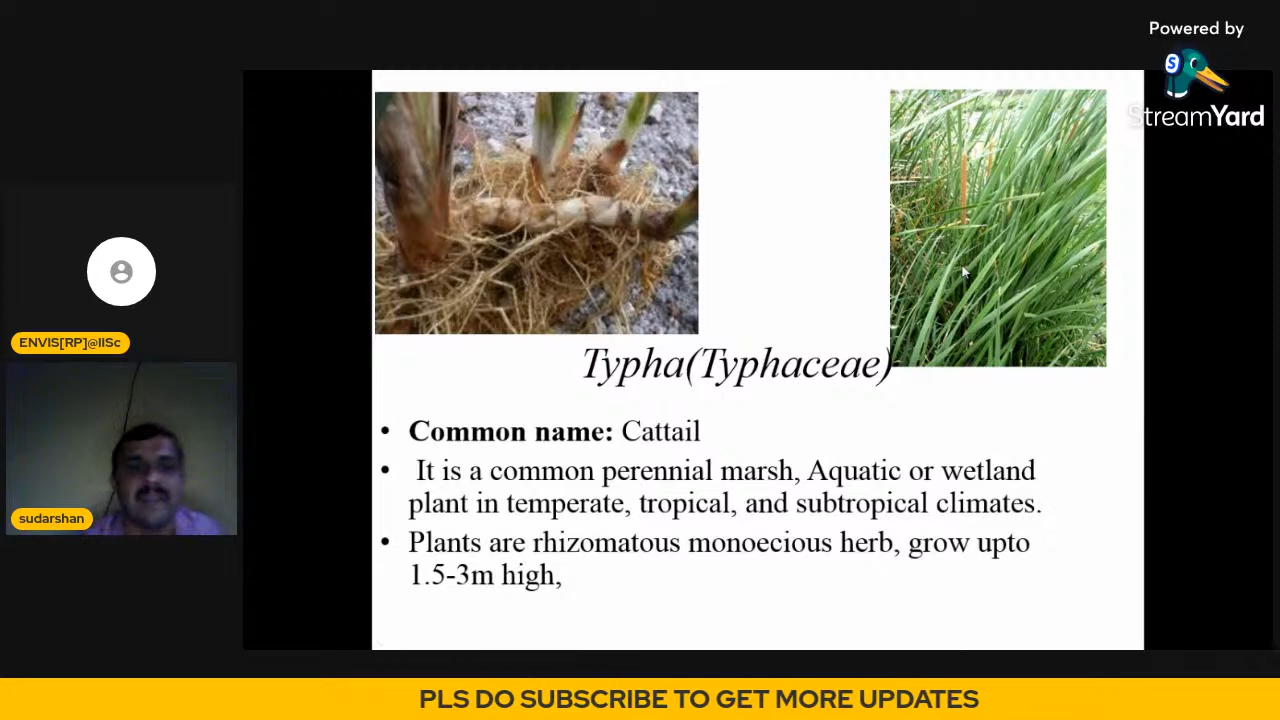 Powered by
S
StreamYard
ENVIS[RP]@IISc
sudarshan
Typha(Typhaceae)
• Common name: Cattail
• It is a common perennial marsh, Aquatic or wetland
plant in temperate, tropical, and subtropical climates.
• Plants are rhizomatous monoecious herb, grow upto
1.5-3m high,
PLS DO SUBSCRIBE TO GET MORE UPDATES